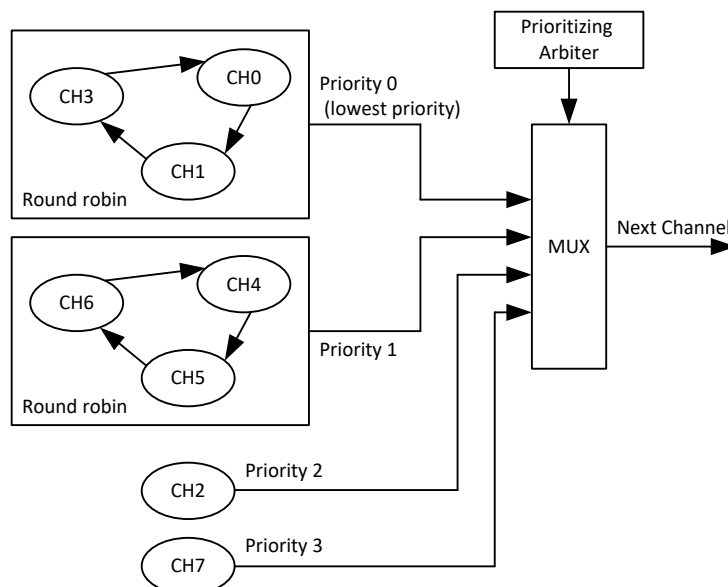 Prioritizing
Arbiter
CH3
CH0
CH1
Round robin
Priority 0
(lowest priority)
MUX
Next Channel
CH6
CH4
CH5
Round robin
Priority 1
CH2
Priority 2
CH7
Priority 3